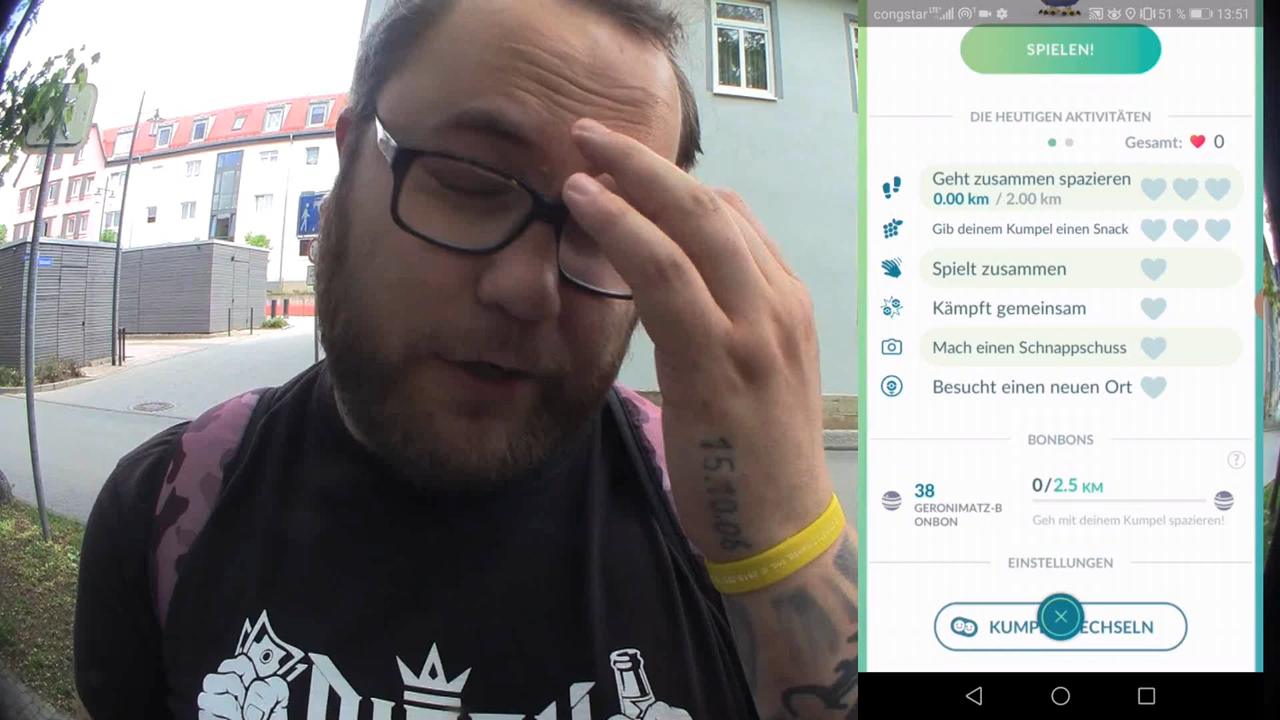 15.10.06
congstar LTE 51 % 13:51
SPIELEN!
DIE HEUTIGEN AKTIVITÄTEN
Gesamt: 0
Geht zusammen spazieren
0.00 km / 2.00 km
Gib deinem Kumpel einen Snack
Spielt zusammen
Kämpft gemeinsam
Mach einen Schnappschuss
Besucht einen neuen Ort
BONBONS
?
38
GERONIMATZ-B
ONBON
0/2.5 KM
Geh mit deinem Kumpel spazieren!
EINSTELLUNGEN